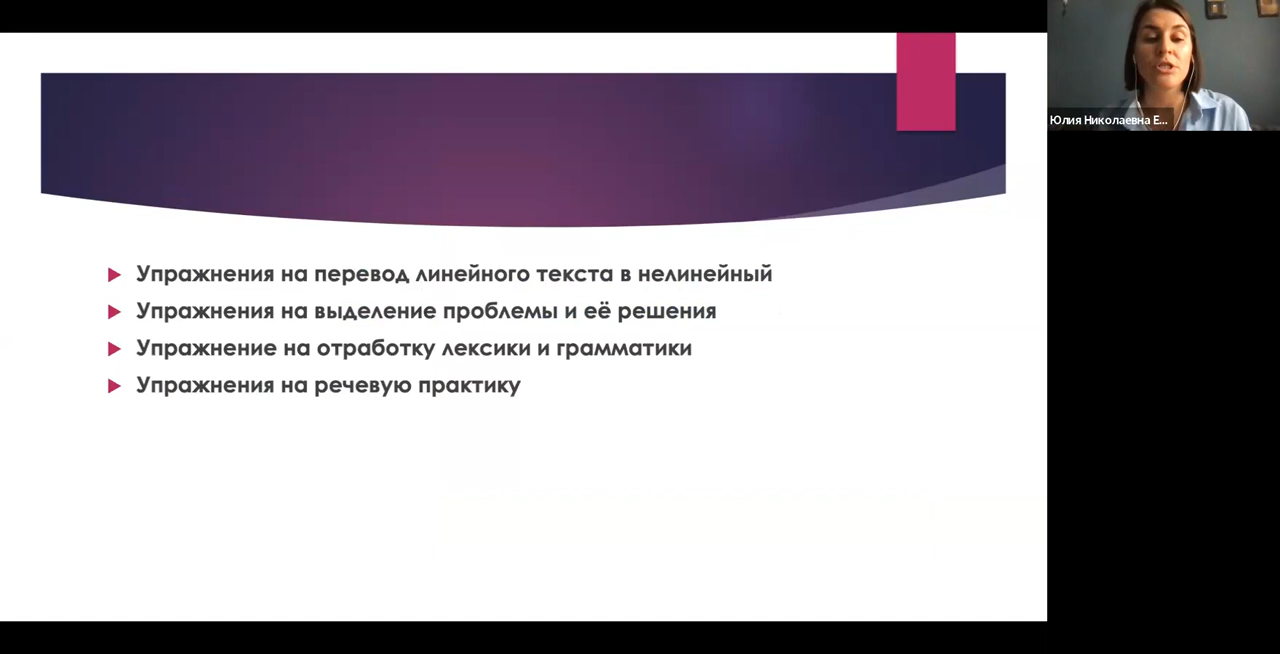 Упражнения на перевод линейного текста в нелинейный
Упражнения на выделение проблемы и её решения
Упражнение на отработку лексики и грамматики
Упражнения на речевую практику
Юлия Николаевна Е...